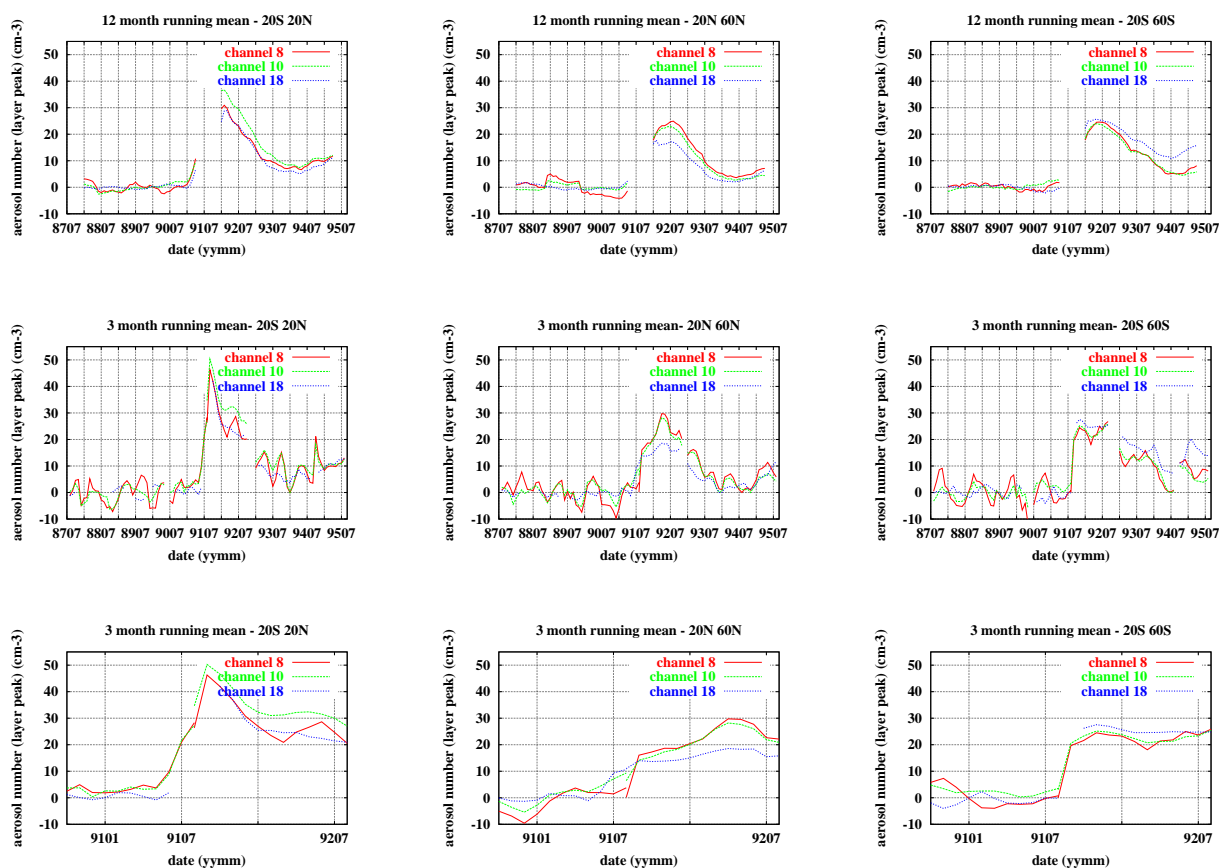 12 month running mean - 20S 20N
aerosol number (layer peak) (cm-3)
50
40
30
20
10
0
-10
channel 8
channel 10
channel 18
8707 8807 8907 9007 9107 9207 9307 9407 9507
date (yymm)
12 month running mean - 20N 60N
aerosol number (layer peak) (cm-3)
50
40
30
20
10
0
-10
channel 8
channel 10
channel 18
8707 8807 8907 9007 9107 9207 9307 9407 9507
date (yymm)
12 month running mean - 20S 60S
aerosol number (layer peak) (cm-3)
50
40
30
20
10
0
-10
channel 8
channel 10
channel 18
8707 8807 8907 9007 9107 9207 9307 9407 9507
date (yymm)
3 month running mean- 20S 20N
aerosol number (layer peak) (cm-3)
50
40
30
20
10
0
-10
channel 8
channel 10
channel 18
8707 8807 8907 9007 9107 9207 9307 9407 9507
date (yymm)
3 month running mean- 20N 60N
aerosol number (layer peak) (cm-3)
50
40
30
20
10
0
-10
channel 8
channel 10
channel 18
8707 8807 8907 9007 9107 9207 9307 9407 9507
date (yymm)
3 month running mean- 20S 60S
aerosol number (layer peak) (cm-3)
50
40
30
20
10
0
-10
channel 8
channel 10
channel 18
8707 8807 8907 9007 9107 9207 9307 9407 9507
date (yymm)
3 month running mean - 20S 20N
aerosol number (layer peak) (cm-3)
50
40
30
20
10
0
-10
channel 8
channel 10
channel 18
9101 9107 9207
date (yymm)
3 month running mean - 20N 60N
aerosol number (layer peak) (cm-3)
50
40
30
20
10
0
-10
channel 8
channel 10
channel 18
9101 9107 9207
date (yymm)
3 month running mean - 20S 60S
aerosol number (layer peak) (cm-3)
50
40
30
20
10
0
-10
channel 8
channel 10
channel 18
9101 9107 9207
date (yymm)